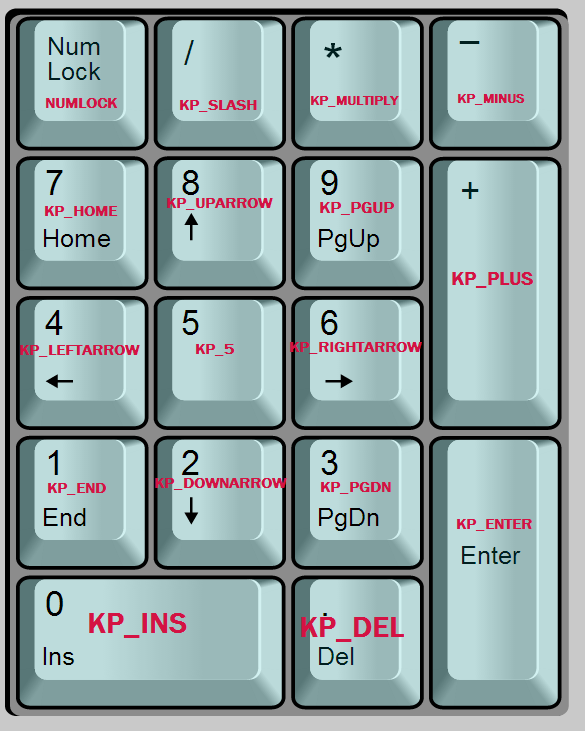 Num
Lock
NUMLOCK
/
KP_SLASH
*
KP_MULTIPLY
−
KP_MINUS
7
KP_HOME
Home
8
KP_UPARROW
↑
9
KP_PGUP
PgUp
+
KP_PLUS
4
KP_LEFTARROW
←
5
KP_5
6
KP_RIGHTARROW
→
1
KP_END
End
2
KP_DOWNARROW
↓
3
KP_PGDN
PgDn
KP_ENTER
Enter
0
KP_INS
Ins
.
KP_DEL
Del